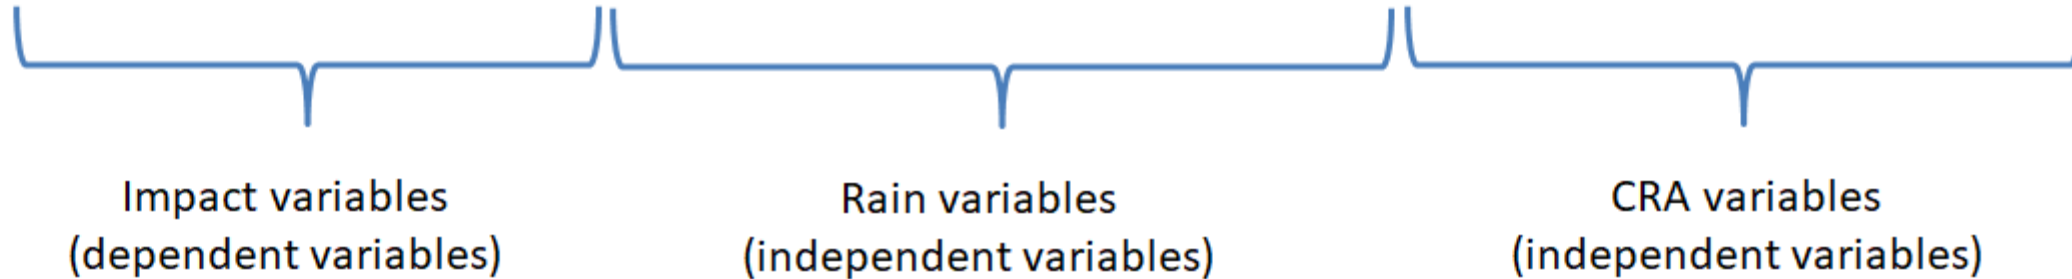 Impact variables
(dependent variables)
Rain variables
(independent variables)
CRA variables
(independent variables)